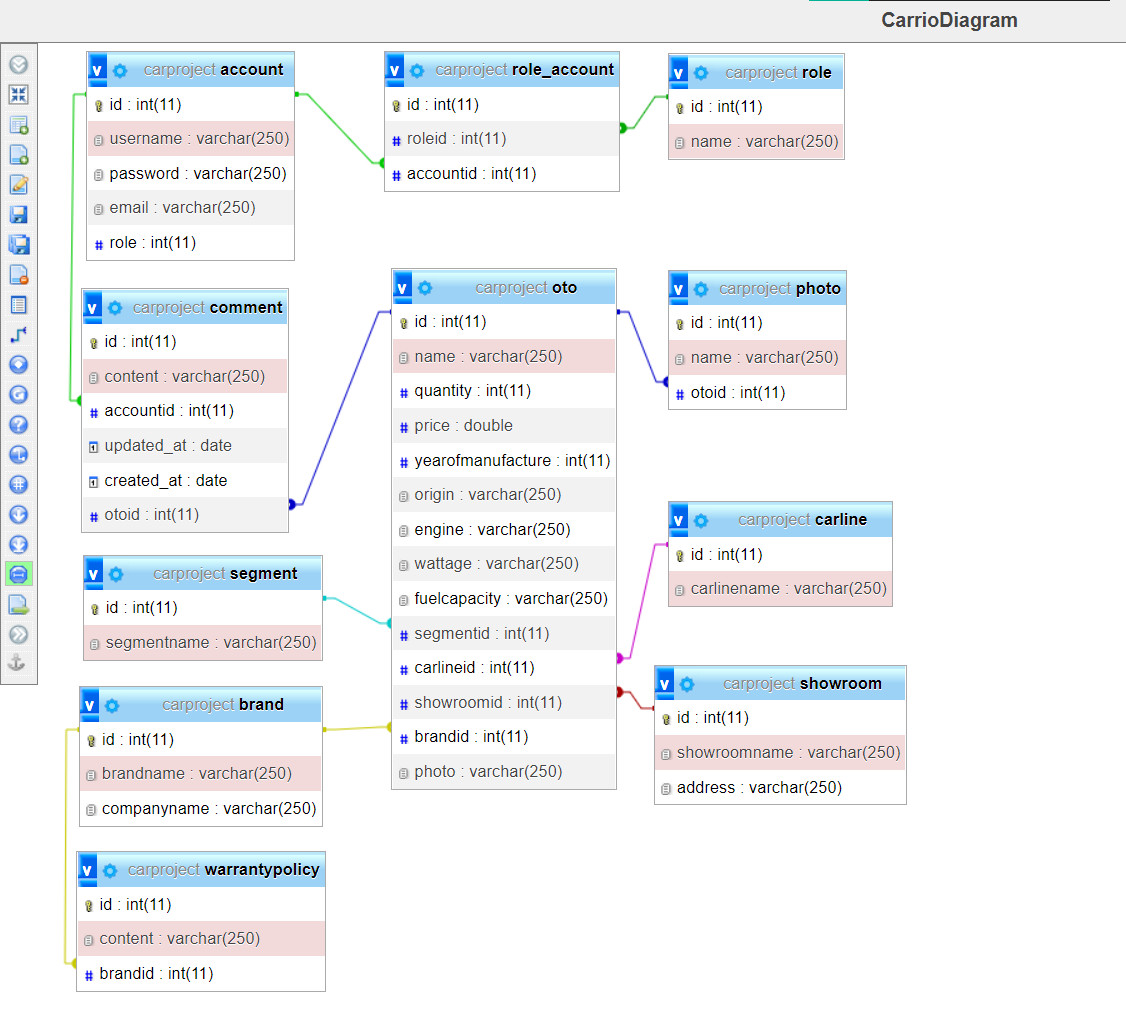 CarrioDiagram
v carproject account
id : int(11)
username : varchar(250)
password : varchar(250)
email : varchar(250)
role : int(11)
v carproject role_account
id : int(11)
# roleid : int(11)
# accountid : int(11)
v carproject role
id : int(11)
name : varchar(250)
v carproject comment
id : int(11)
content : varchar(250)
# accountid : int(11)
updated_at : date
created_at : date
# otoid : int(11)
v carproject oto
id : int(11)
name : varchar(250)
# quantity : int(11)
# price : double
# yearofmanufacture : int(11)
origin : varchar(250)
engine : varchar(250)
wattage : varchar(250)
fuelcapacity : varchar(250)
# segmentid : int(11)
# carlineid : int(11)
# showroomid : int(11)
# brandid : int(11)
photo : varchar(250)
v carproject photo
id : int(11)
name : varchar(250)
# otoid : int(11)
v carproject carline
id : int(11)
carlinename : varchar(250)
v carproject segment
id : int(11)
segmentname : varchar(250)
v carproject showroom
id : int(11)
showroomname : varchar(250)
address : varchar(250)
v carproject brand
id : int(11)
brandname : varchar(250)
companyname : varchar(250)
v carproject warrantypolicy
id : int(11)
content : varchar(250)
# brandid : int(11)